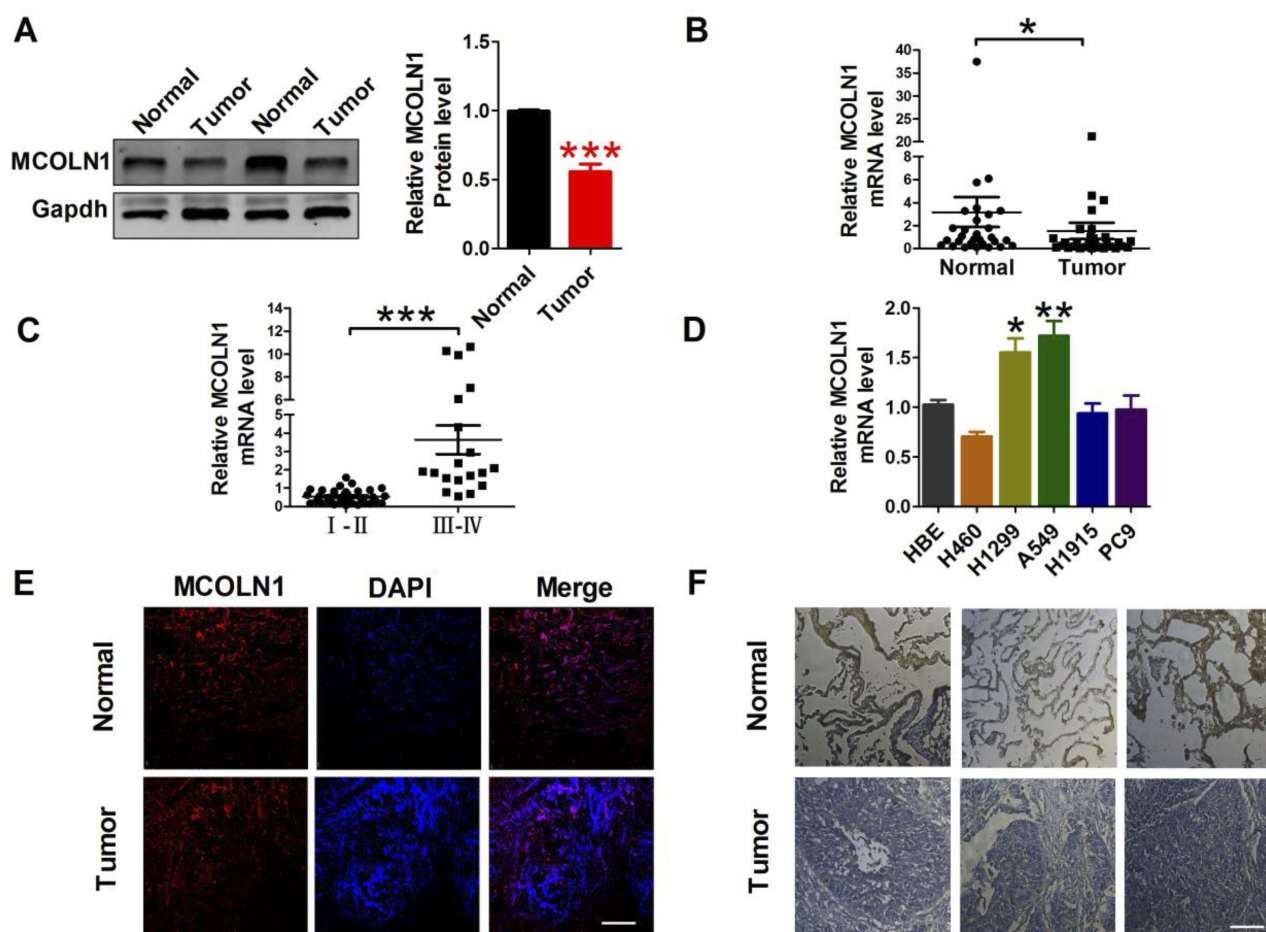 A
Normal
Tumor
Normal
Tumor
MCOLN1
Gapdh
Relative MCOLN1
Protein level
1.5
1.0
0.5
0.0
***
Normal
Tumor
B
Relative MCOLN1
mRNA level
40
35
30
25
20
15
10
8
6
4
2
0
*
Normal
Tumor
C
Relative MCOLN1
mRNA level
14
12
10
8
6
5
4
3
2
1
0
***
I - II
III-IV
D
Relative MCOLN1
mRNA level
2.0
1.5
1.0
0.5
0.0
*
**
HBE
H460
H1299
A549
H1915
PC9
E
MCOLN1
DAPI
Merge
Normal
Tumor
F
Normal
Tumor